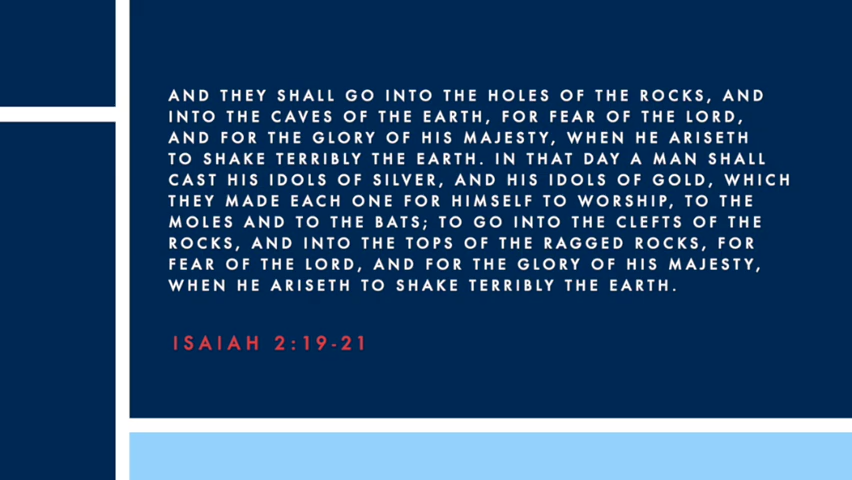 AND THEY SHALL GO INTO THE HOLES OF THE ROCKS, AND
INTO THE CAVES OF THE EARTH, FOR FEAR OF THE LORD,
AND FOR THE GLORY OF HIS MAJESTY, WHEN HE ARISETH
TO SHAKE TERRIBLY THE EARTH. IN THAT DAY A MAN SHALL
CAST HIS IDOLS OF SILVER, AND HIS IDOLS OF GOLD, WHICH
THEY MADE EACH ONE FOR HIMSELF TO WORSHIP, TO THE
MOLES AND TO THE BATS; TO GO INTO THE CLEFTS OF THE
ROCKS, AND INTO THE TOPS OF THE RAGGED ROCKS, FOR
FEAR OF THE LORD, AND FOR THE GLORY OF HIS MAJESTY,
WHEN HE ARISETH TO SHAKE TERRIBLY THE EARTH.
ISAIAH 2:19-21